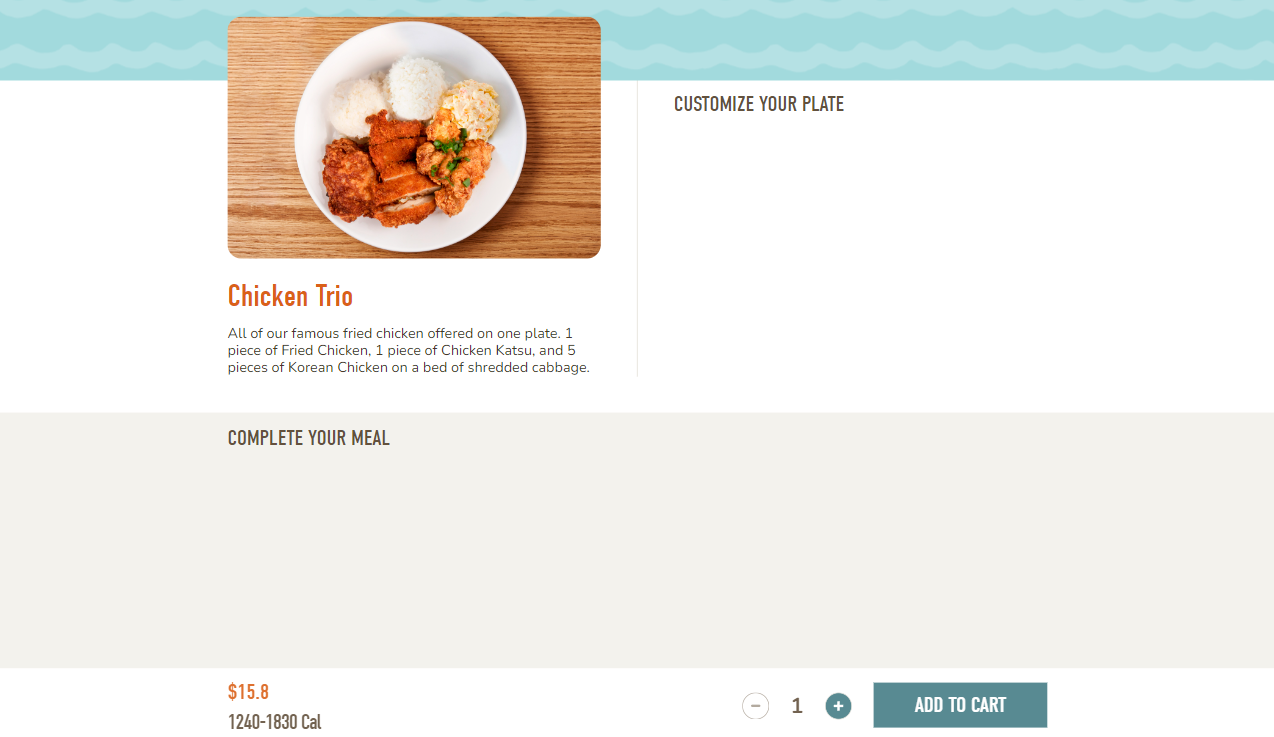 CUSTOMIZE YOUR PLATE
Chicken Trio
All of our famous fried chicken offered on one plate. 1
piece of Fried Chicken, 1 piece of Chicken Katsu, and 5
pieces of Korean Chicken on a bed of shredded cabbage.
COMPLETE YOUR MEAL
$15.8
1240-1830 Cal
1
ADD TO CART